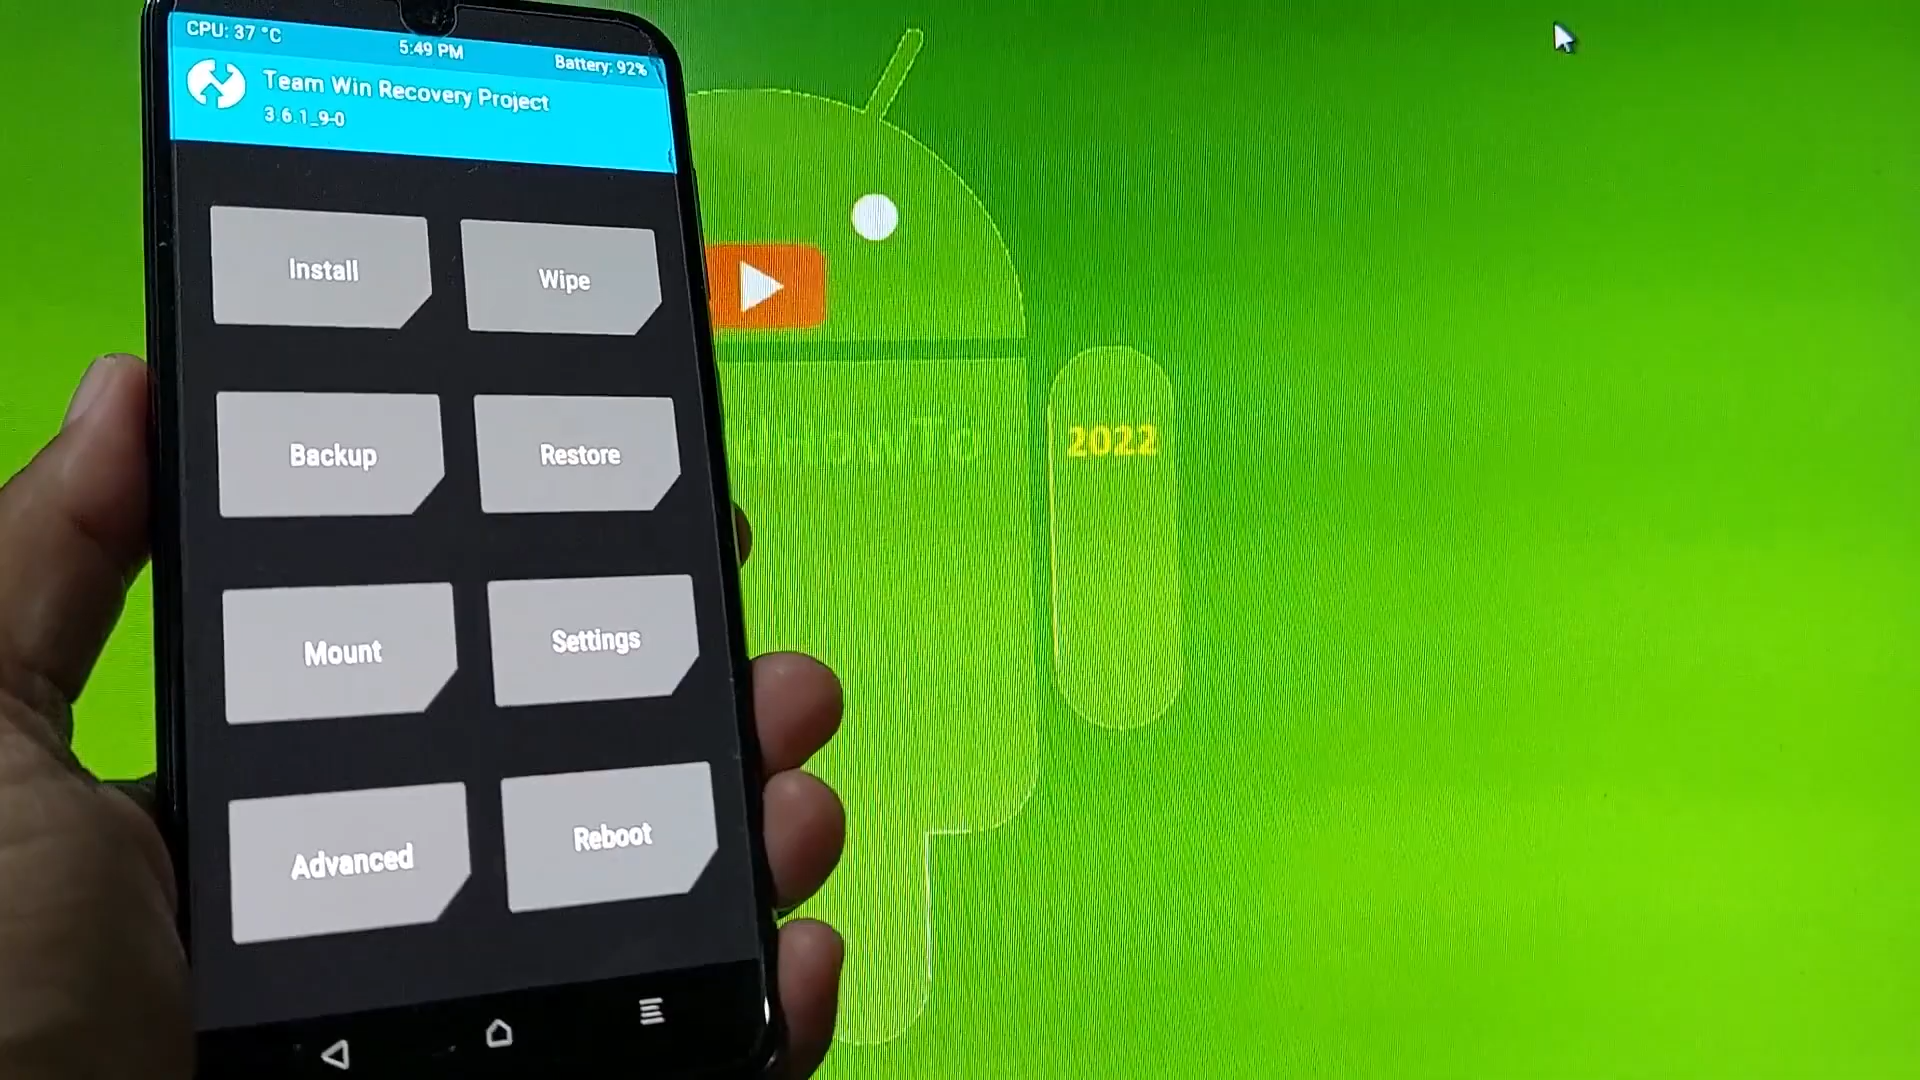 CPU: 37 °C
5:49 PM
Battery: 92%
Team Win Recovery Project
3.6.1_9-0
Install
Wipe
Backup
Restore
Mount
Settings
Advanced
Reboot
HowTo
2022